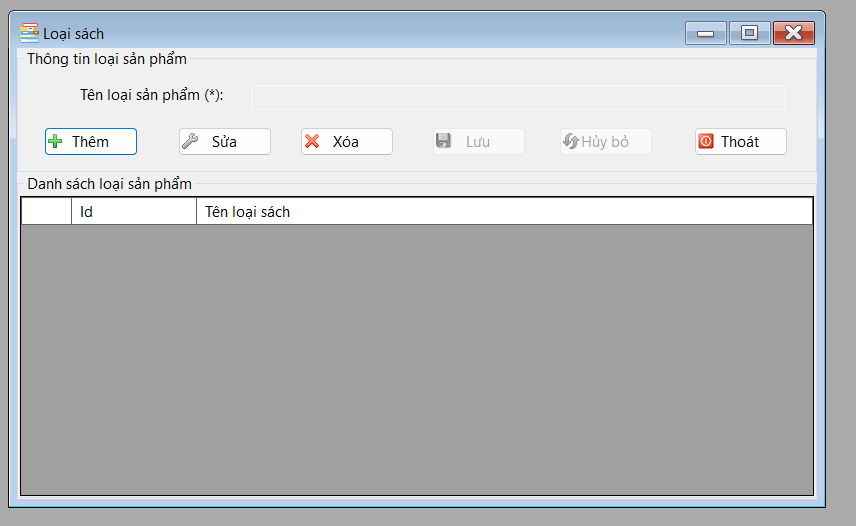 Loại sách
Thông tin loại sản phẩm
Tên loại sản phẩm (*):
Thêm Sửa Xóa Lưu Hủy bỏ Thoát
Danh sách loại sản phẩm
Id Tên loại sách